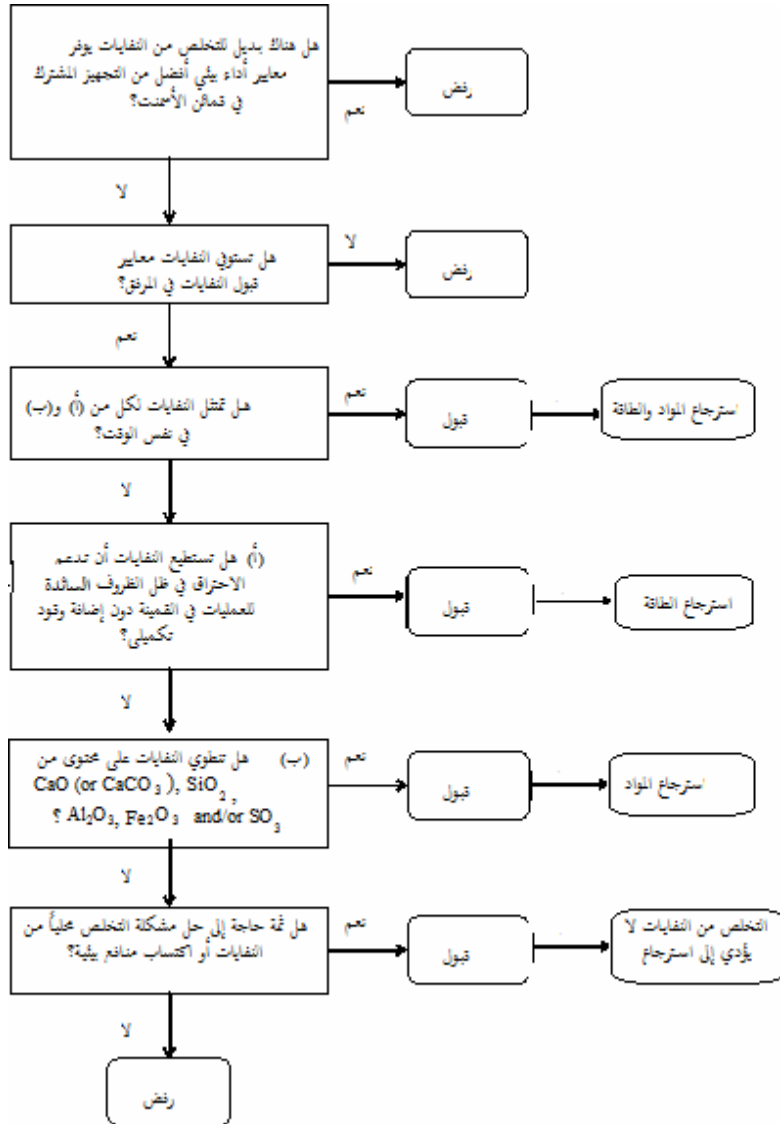 هل هناك بديل للتخلص من النفايات يوفر
معايير أداء بيئي أفضل من التجهيز المشترك
في قمائن الأسمنت؟
نعم
رفض
لا
هل تستوفي النفايات معايير
قبول النفايات في المرفق؟
لا
رفض
نعم
هل تمتثل النفايات لكل من (أ) و(ب)
في نفس الوقت؟
نعم
قبول
استرجاع المواد والطاقة
لا
(أ) هل تستطيع النفايات أن تدعم
الاحتراق في ظل الظروف السائدة
للعمليات في القمينة دون إضافة وقود
تكميلي؟
نعم
قبول
استرجاع الطاقة
لا
(ب) هل تنطوي النفايات على محتوى من
CaO (or CaCO₃), SiO₂,
؟ Al₂O₃, Fe₂O₃ and/or SO₃
نعم
قبول
استرجاع المواد
لا
هل ثمة حاجة إلى حل مشكلة التخلص محلياً من
النفايات أو اكتساب منافع بيئية؟
نعم
قبول
التخلص من النفايات لا
يؤدي إلى استرجاع
لا
رفض